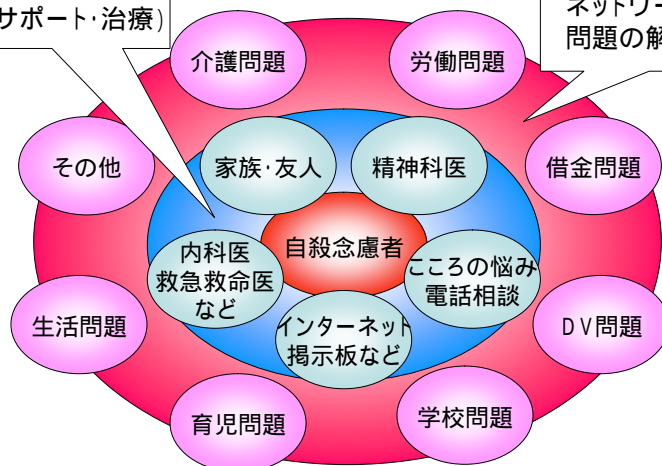 サポート・治療)
ネットワー
問題の解
介護問題
労働問題
その他
家族・友人
精神科医
借金問題
自殺念慮者
内科医
救急救命医
など
こころの悩み
電話相談
インターネット
掲示板など
生活問題
DV問題
育児問題
学校問題